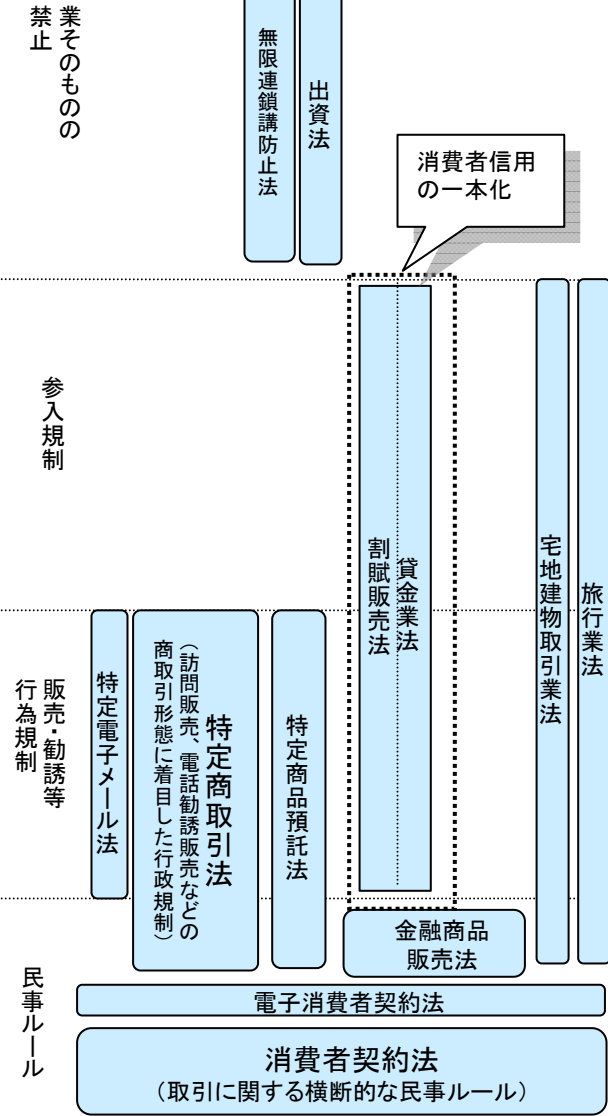 業そのものの
禁止
無限連鎖講防止法
出資法
消費者信用
の一本化
参入規制
割賦販売法
貸金業法
宅地建物取引業法
旅行業法
販売・勧誘等
行為規制
特定電子メール法
特定商取引法
（訪問販売、電話勧誘販売などの
商取引形態に着目した行政規制）
特定商品預託法
金融商品
販売法
民事ルール
電子消費者契約法
消費者契約法
（取引に関する横断的な民事ルール）